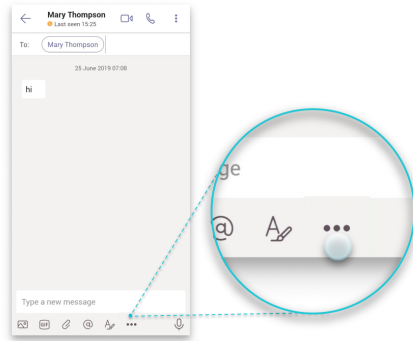 Mary Thompson
Last seen 15:25
To: Mary Thompson
25 June 2019 07:08
hi
ge
@ A
Type a new message
GIF @ A